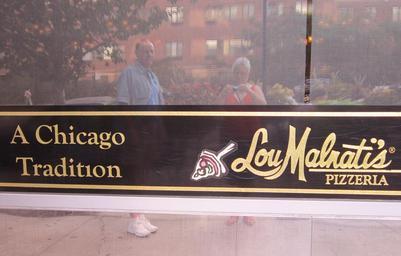 A Chicago
Tradition
Lou Malnati's®
PIZZERIA